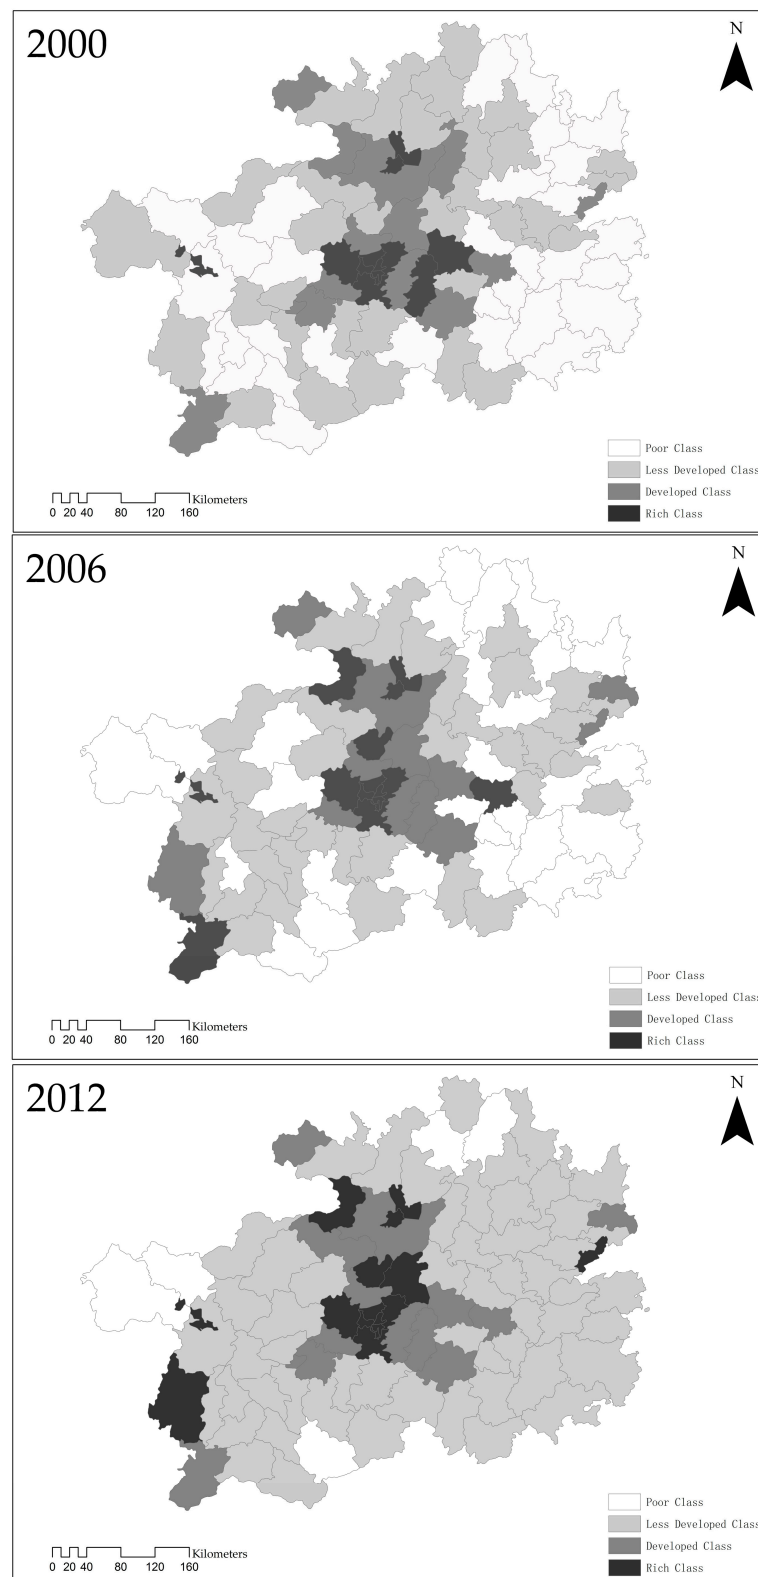 2000
N
Poor Class
Less Developed Class
Developed Class
Rich Class
Kilometers
0 20 40 80 120 160
2006
N
Poor Class
Less Developed Class
Developed Class
Rich Class
Kilometers
0 20 40 80 120 160
2012
N
Poor Class
Less Developed Class
Developed Class
Rich Class
Kilometers
0 20 40 80 120 160